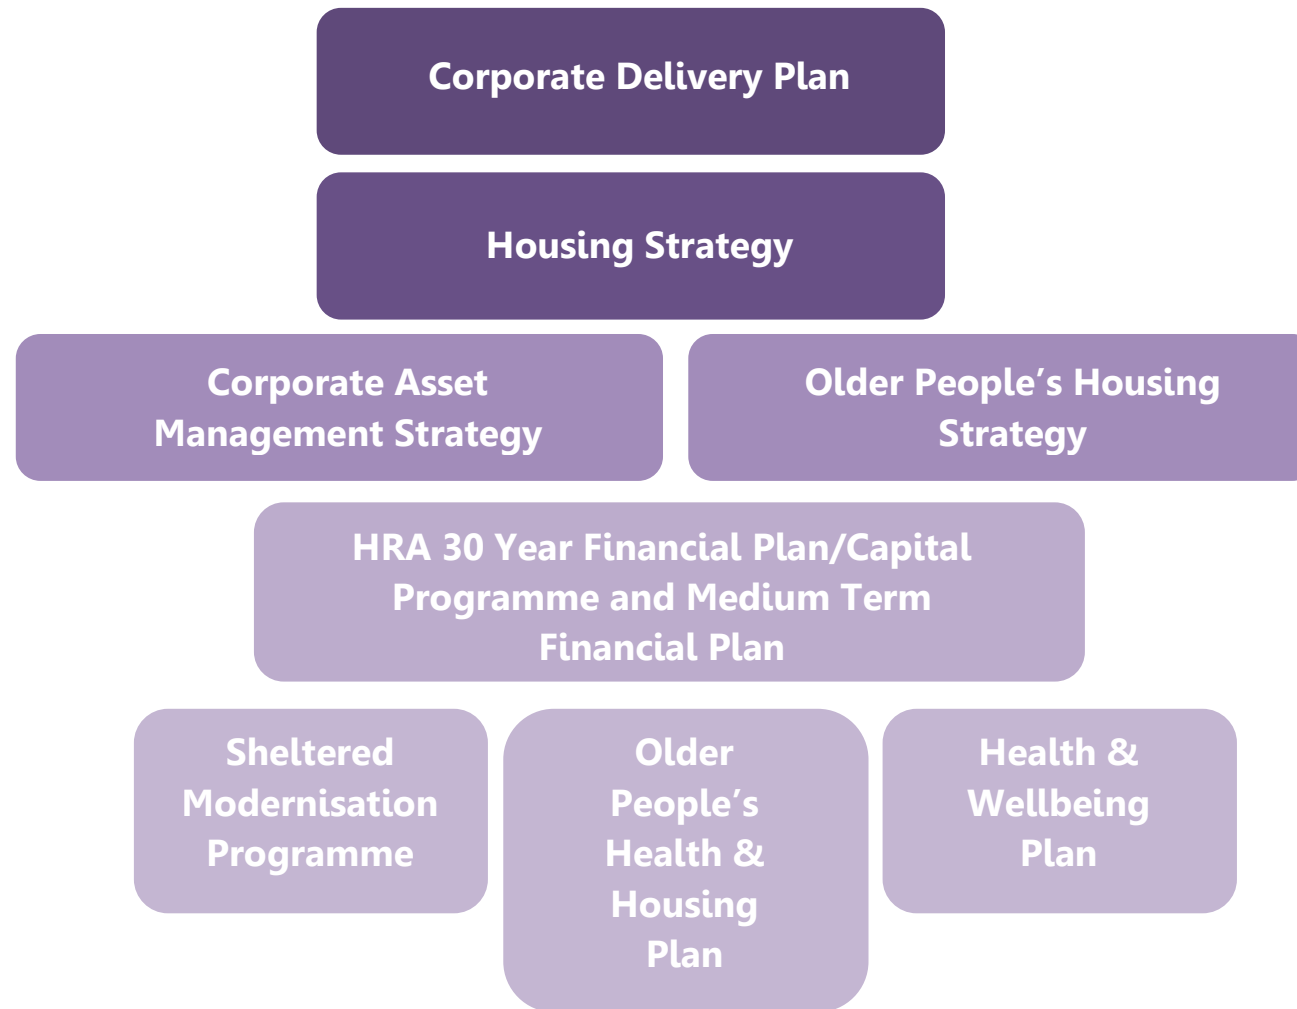 Corporate Delivery Plan
Housing Strategy
Corporate Asset
Management Strategy
Older People’s Housing
Strategy
HRA 30 Year Financial Plan/Capital
Programme and Medium Term
Financial Plan
Sheltered
Modernisation
Programme
Older
People’s
Health &
Housing
Plan
Health &
Wellbeing
Plan